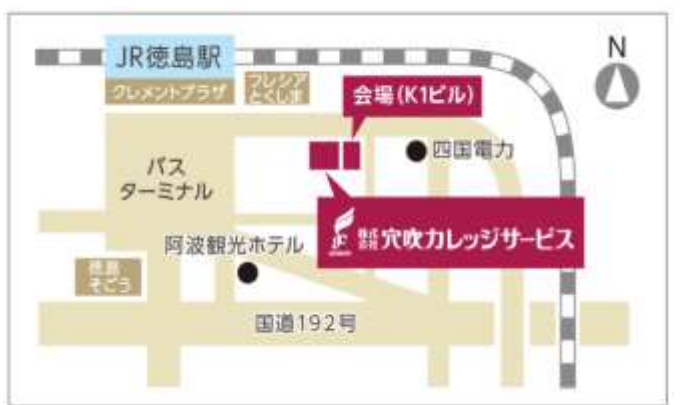 JR徳島駅
N
クレメントプラザ
フレシア
とくしま
会場(K1ビル)
四国電力
バス
ターミナル
株式
会社 穴吹カレッジサービス
阿波観光ホテル
徳島
そごう
国道192号